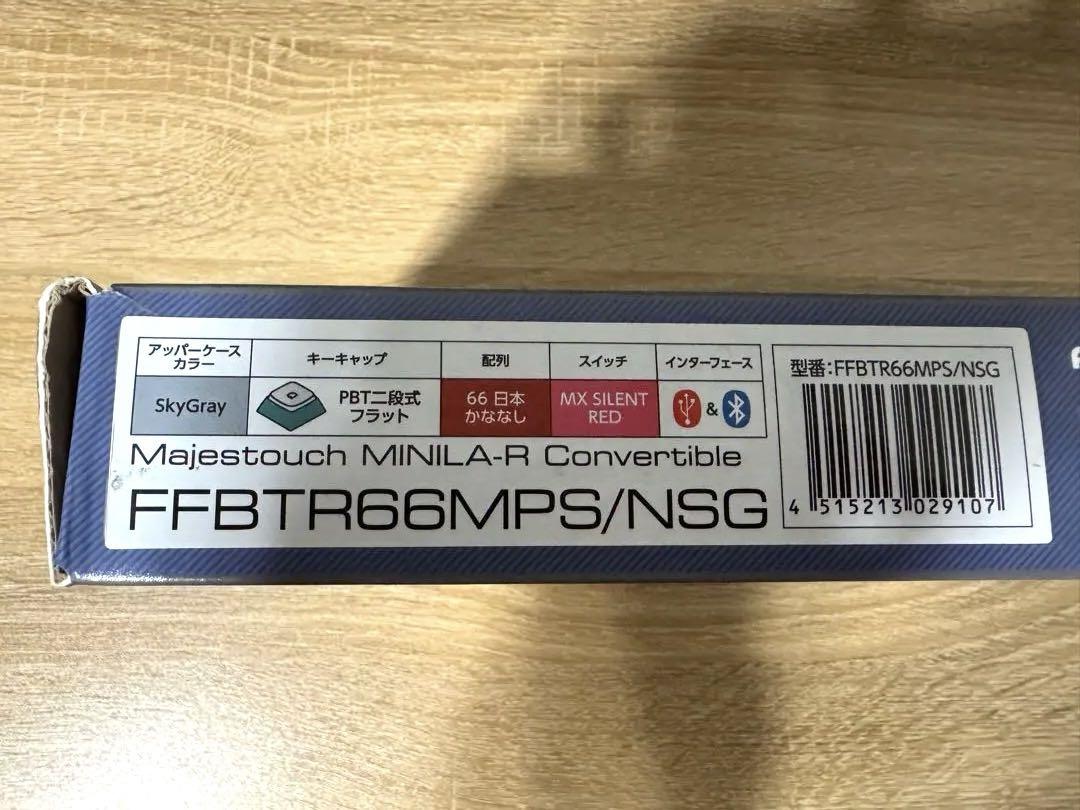 アッパーケース
カラー
キーキャップ
配列
スイッチ
インターフェース
SkyGray
PBT二段式
フラット
66 日本
かななし
MX SILENT
RED
&
Majestouch MINILA-R Convertible
FFBTR66MPS/NSG
型番:FFBTR66MPS/NSG
4 515213 029107